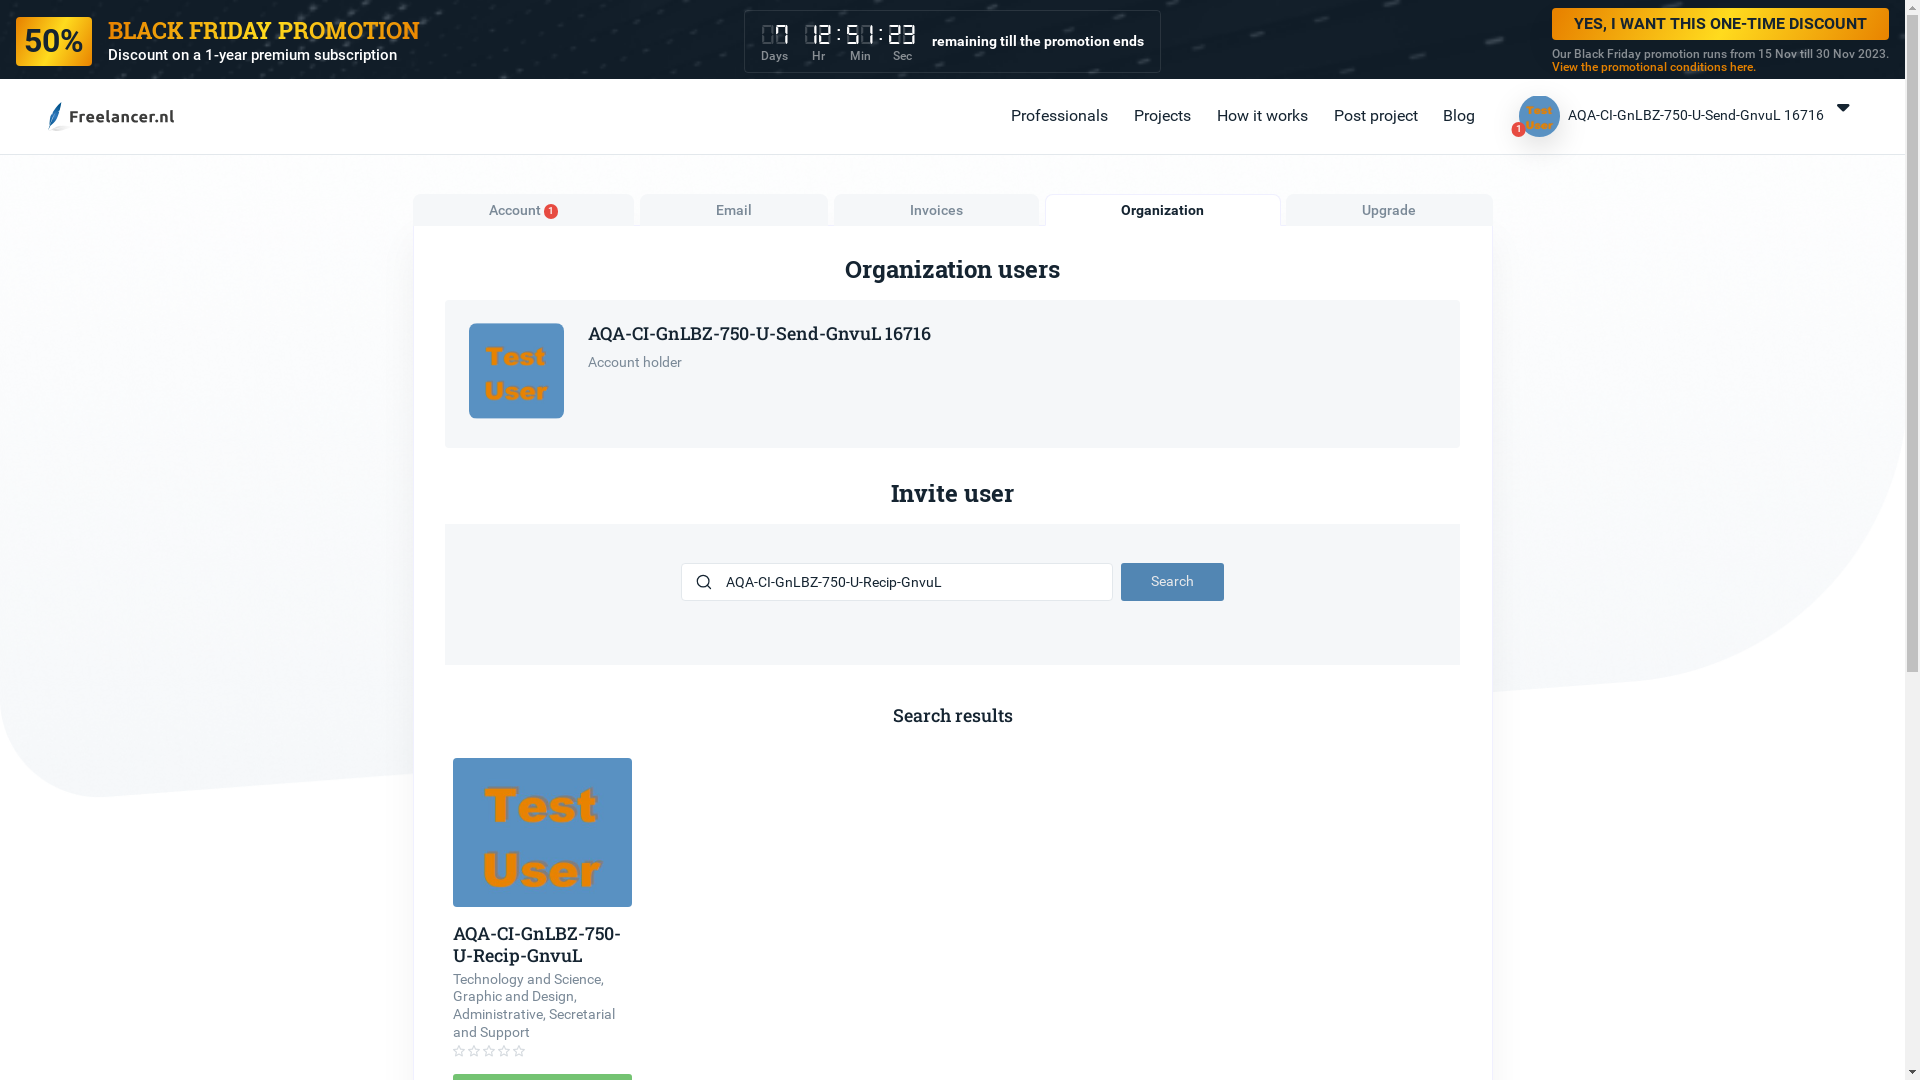 50%
BLACK FRIDAY PROMOTION
Discount on a 1-year premium subscription
7 12:51:23
Days Hr Min Sec
remaining till the promotion ends
YES, I WANT THIS ONE-TIME DISCOUNT
Our Black Friday promotion runs from 15 Nov till 30 Nov 2023.
View the promotional conditions here.
Freelancer.nl
Professionals
Projects
How it works
Post project
Blog
Test
User
1
AQA-CI-GnLBZ-750-U-Send-GnvuL 16716
Account 1
Email
Invoices
Organization
Upgrade
Organization users
Test
User
AQA-CI-GnLBZ-750-U-Send-GnvuL 16716
Account holder
Invite user
AQA-CI-GnLBZ-750-U-Recip-GnvuL
Search
Search results
Test
User
AQA-CI-GnLBZ-750-
U-Recip-GnvuL
Technology and Science,
Graphic and Design,
Administrative, Secretarial
and Support